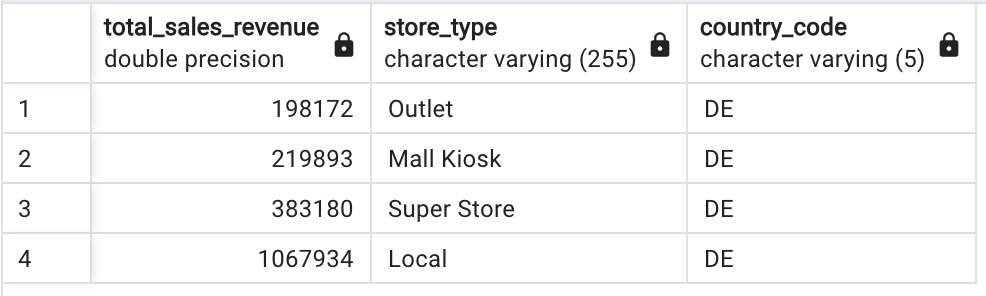 total_sales_revenue store_type country_code
double precision character varying (255) character varying (5)
1 198172 Outlet DE
2 219893 Mall Kiosk DE
3 383180 Super Store DE
4 1067934 Local DE